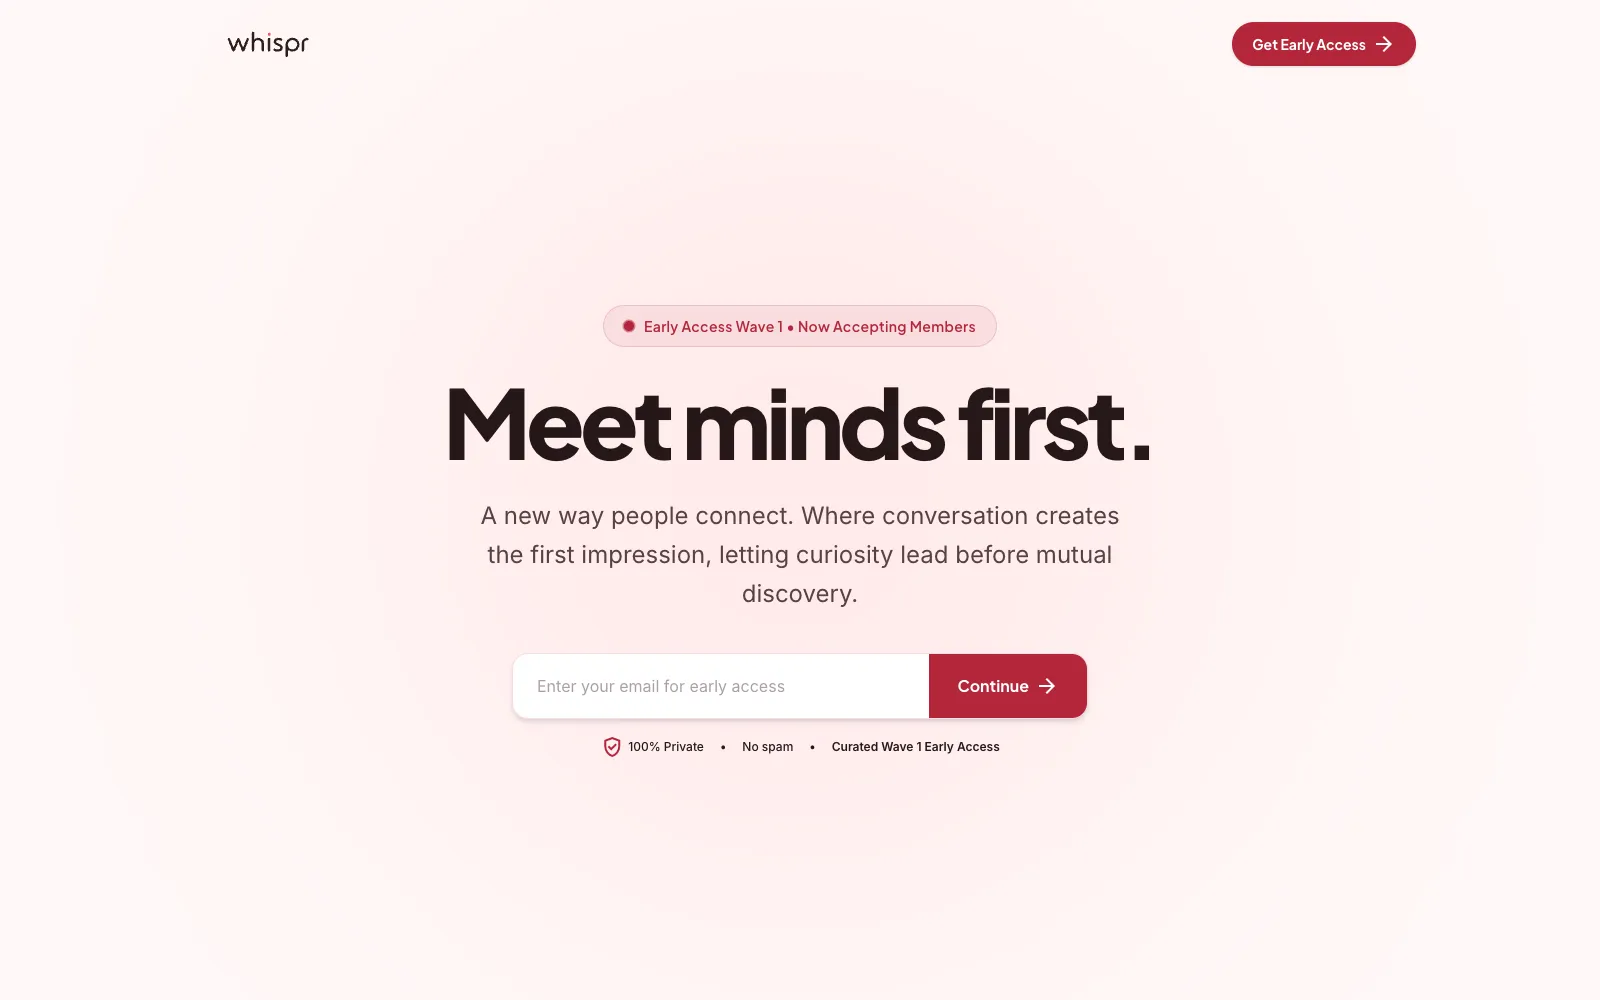 whispr
Get Early Access
Early Access Wave 1 • Now Accepting Members
Meet minds first.
A new way people connect. Where conversation creates
the first impression, letting curiosity lead before mutual
discovery.
Enter your email for early access
Continue
100% Private • No spam • Curated Wave 1 Early Access